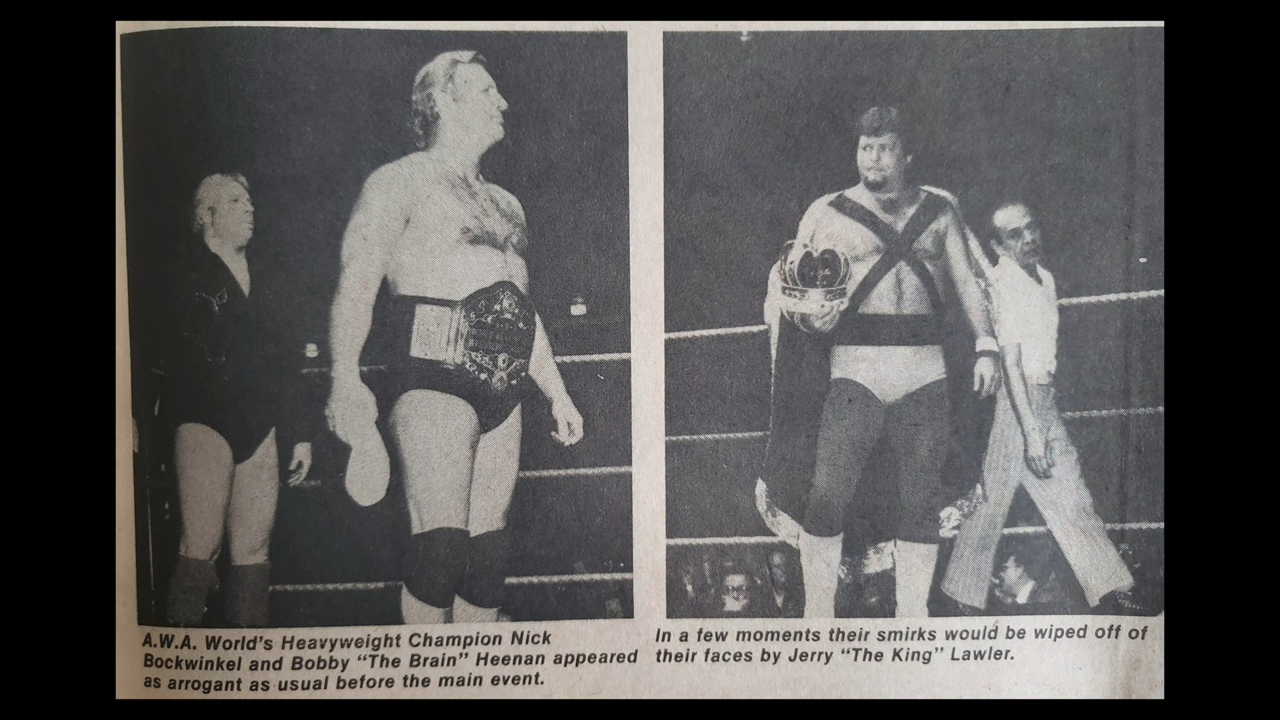 A.W.A. World's Heavyweight Champion Nick
Bockwinkel and Bobby "The Brain" Heenan appeared
as arrogant as usual before the main event.
In a few moments their smirks would be wiped off of
their faces by Jerry "The King" Lawler.